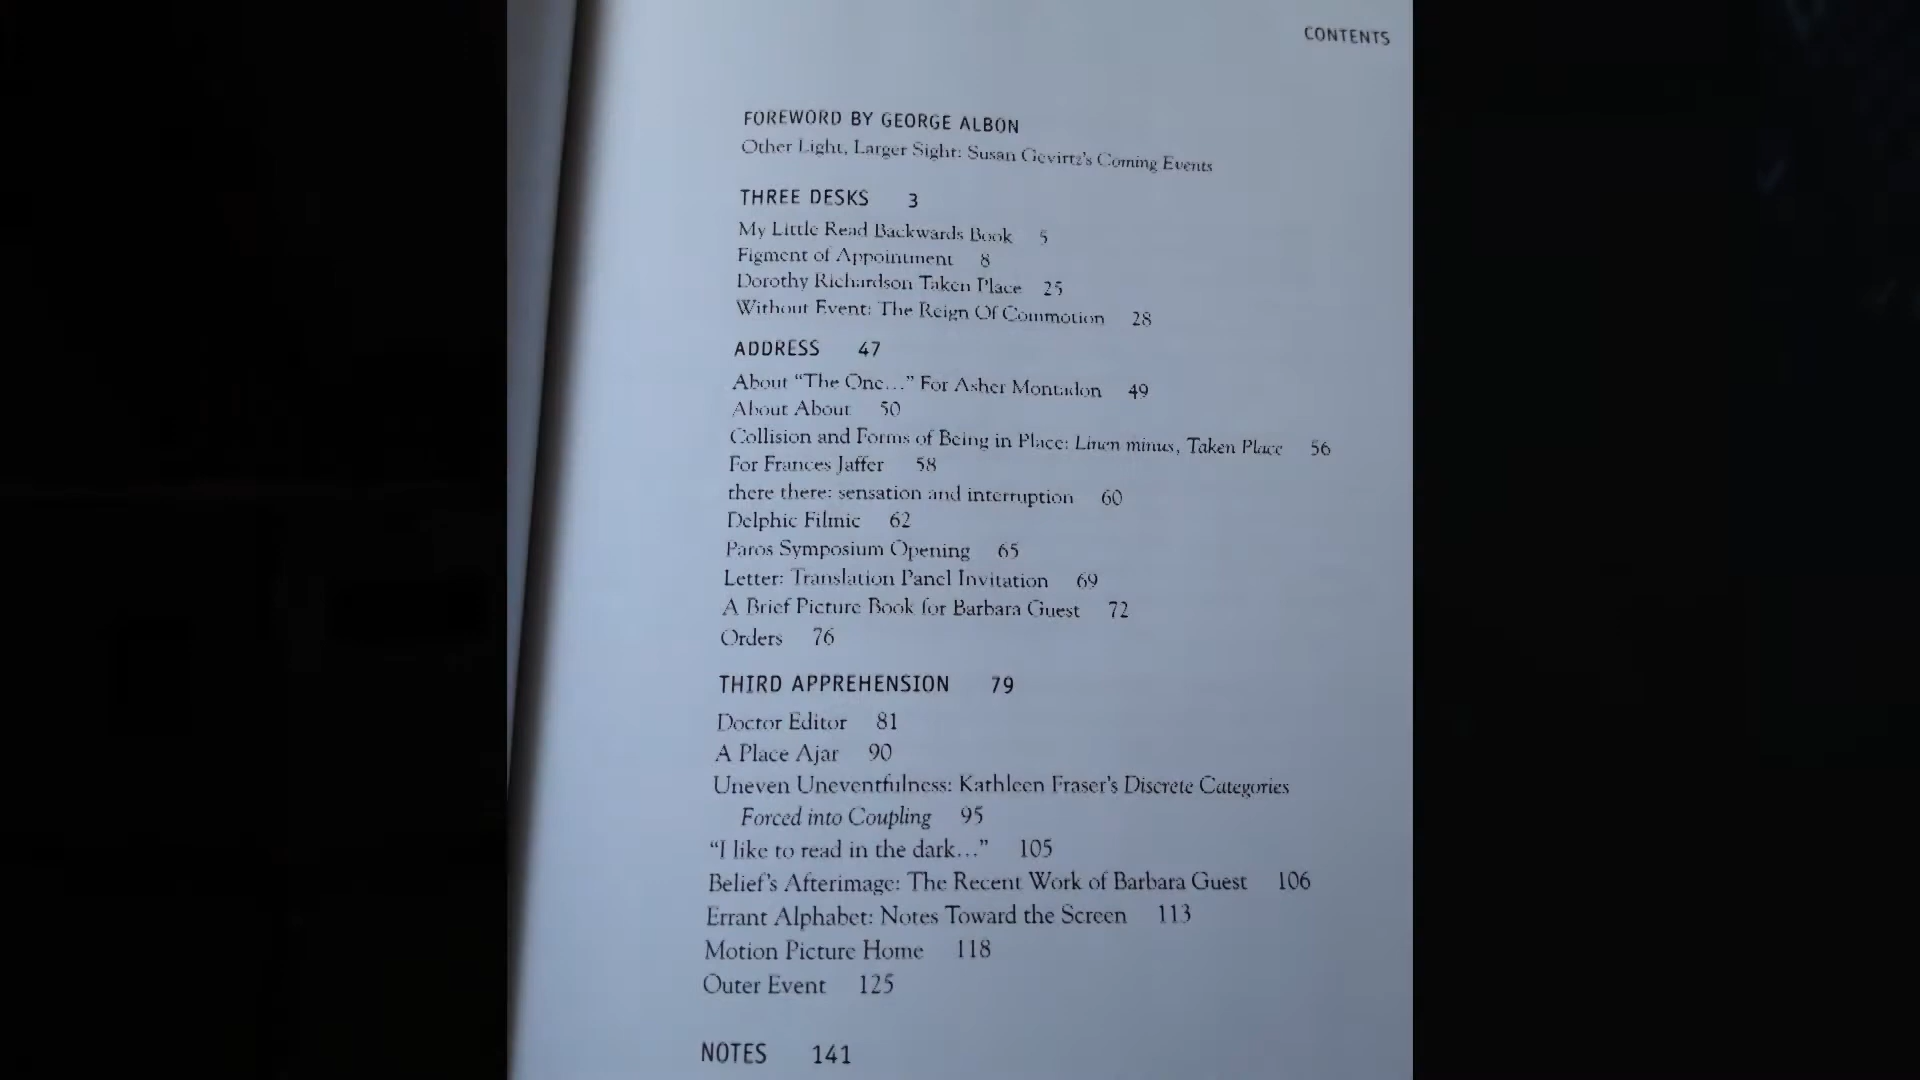 CONTENTS
FOREWORD BY GEORGE ALBON
Other Light, Larger Sight: Susan Gevirtz's Coming Events
THREE DESKS 3
My Little Read Backwards Book 5
Figment of Appointment 8
Dorothy Richardson Taken Place 25
Without Event: The Reign Of Commotion 28
ADDRESS 47
About “The One...” For Asher Montadon 49
About About 50
Collision and Forms of Being in Place: Linen minus, Taken Place 56
For Frances Jaffer 58
there there: sensation and interruption 60
Delphic Filmic 62
Paros Symposium Opening 65
Letter: Translation Panel Invitation 69
A Brief Picture Book for Barbara Guest 72
Orders 76
THIRD APPREHENSION 79
Doctor Editor 81
A Place Ajar 90
Uneven Uneventfulness: Kathleen Fraser's Discrete Categories
Forced into Coupling 95
“I like to read in the dark...” 105
Belief's Afterimage: The Recent Work of Barbara Guest 106
Errant Alphabet: Notes Toward the Screen 113
Motion Picture Home 118
Outer Event 125
NOTES 141